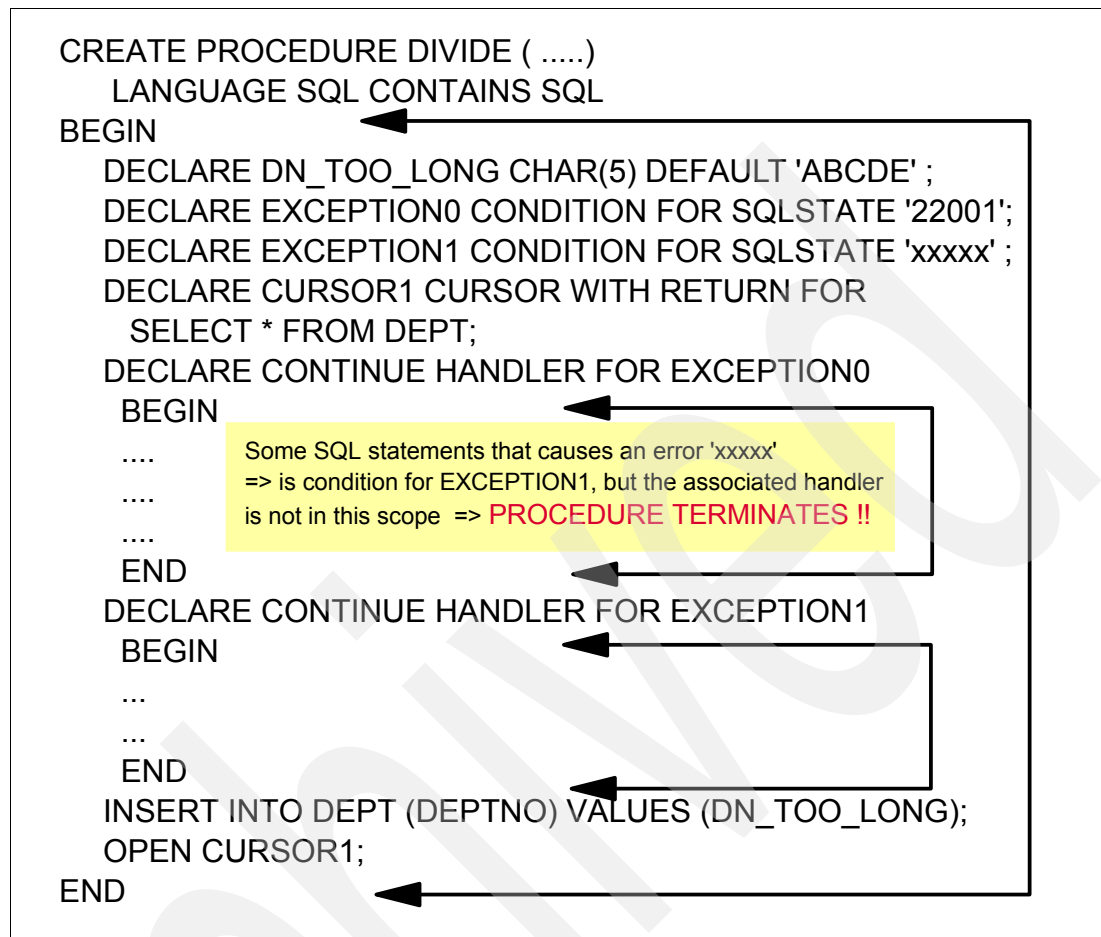 CREATE PROCEDURE DIVIDE ( .....)
LANGUAGE SQL CONTAINS SQL
BEGIN
DECLARE DN_TOO_LONG CHAR(5) DEFAULT 'ABCDE' ;
DECLARE EXCEPTION0 CONDITION FOR SQLSTATE '22001';
DECLARE EXCEPTION1 CONDITION FOR SQLSTATE 'xxxxx' ;
DECLARE CURSOR1 CURSOR WITH RETURN FOR
SELECT * FROM DEPT;
DECLARE CONTINUE HANDLER FOR EXCEPTION0
BEGIN
.... Some SQL statements that causes an error 'xxxxx'
.... => is condition for EXCEPTION1, but the associated handler
.... is not in this scope => PROCEDURE TERMINATES !!
END
DECLARE CONTINUE HANDLER FOR EXCEPTION1
BEGIN
...
...
END
INSERT INTO DEPT (DEPTNO) VALUES (DN_TOO_LONG);
OPEN CURSOR1;
END